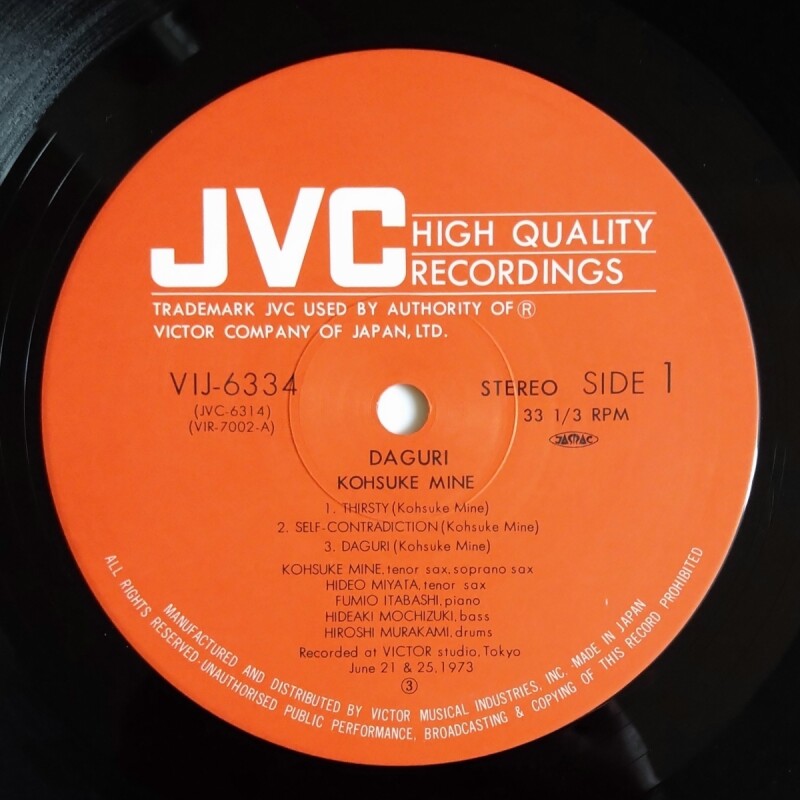 JVC HIGH QUALITY
RECORDINGS
TRADEMARK JVC USED BY AUTHORITY OF ®
VICTOR COMPANY OF JAPAN, LTD.
VIJ-6334
(JVC-6314)
(VIR-7002-A)
STEREO SIDE 1
33 1/3 RPM
JASRAC
DAGURI
KOHSUKE MINE
1. THIRSTY (Kohsuke Mine)
2. SELF-CONTRADICTION (Kohsuke Mine)
3. DAGURI (Kohsuke Mine)
KOHSUKE MINE, tenor sax, soprano sax
HIDEO MIYATA, tenor sax
FUMIO ITABASHI, piano
HIDEAKI MOCHIZUKI, bass
HIROSHI MURAKAMI, drums
Recorded at VICTOR studio, Tokyo
June 21 & 25. 1973
③
MANUFACTURED AND DISTRIBUTED BY VICTOR MUSICAL INDUSTRIES, INC. ·MADE IN JAPAN
ALL RIGHTS RESERVED·UNAUTHORISED PUBLIC PERFORMANCE, BROADCASTING & COPYING OF THIS RECORD PROHIBITED